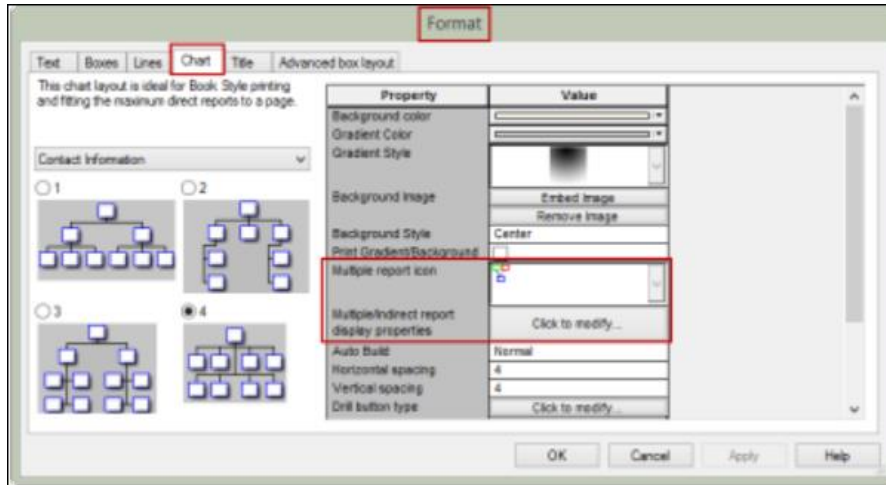 Format
Text Boxes Lines Chart Title Advanced box layout
This chart layout is ideal for Book Style printing
and fitting the maximum direct reports to a page.
Contact Information
1
2
3
4
Property Value
Background color
Gradient Color
Gradient Style
Background Image Embed Image
Remove Image
Background Style Center
Print Gradient/Background
Multiple report icon
Multiple/Indirect report
display properties Click to modify...
Auto Build Normal
Horizontal spacing 4
Vertical spacing 4
Drill button type Click to modify...
OK Cancel Apply Help